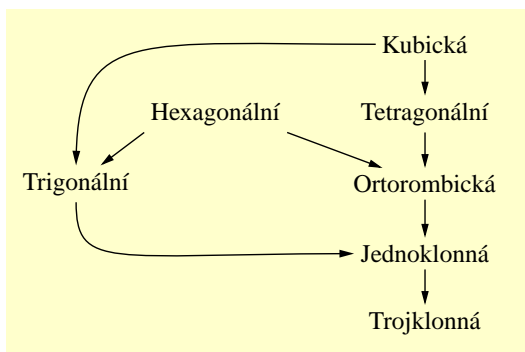 Kubická
Hexagonální
Tetragonální
Trigonální
Ortorombická
Jednoklonná
Trojklonná